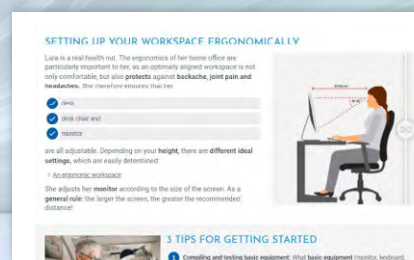 SETTING UP YOUR WORKSPACE ERGONOMICALLY
Lara is a real health nut. The ergonomics of her home office are
particularly important to her, as an optimally aligned workspace is not
only comfortable, but also protects against backache, joint pain and
headaches. She therefore ensures that her
desk
desk chair and
monitor
are all adjustable. Depending on your height, there are different ideal
settings, which are easily determined:
> An ergonomic workspace
She adjusts her monitor according to the size of the screen. As a
general rule: the larger the screen, the greater the recommended
distance!
3 TIPS FOR GETTING STARTED
1 Compiling and testing basic equipment: What basic equipment (monitor, keyboard,